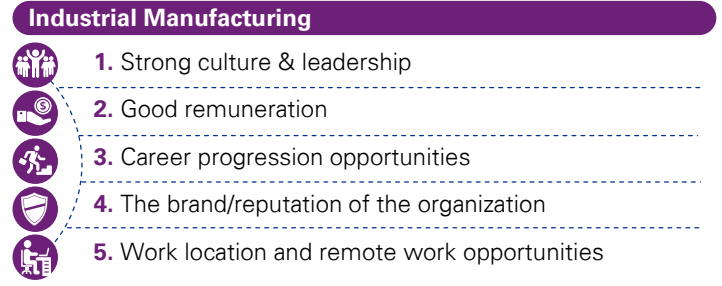 Industrial Manufacturing
1. Strong culture & leadership
2. Good remuneration
3. Career progression opportunities
4. The brand/reputation of the organization
5. Work location and remote work opportunities